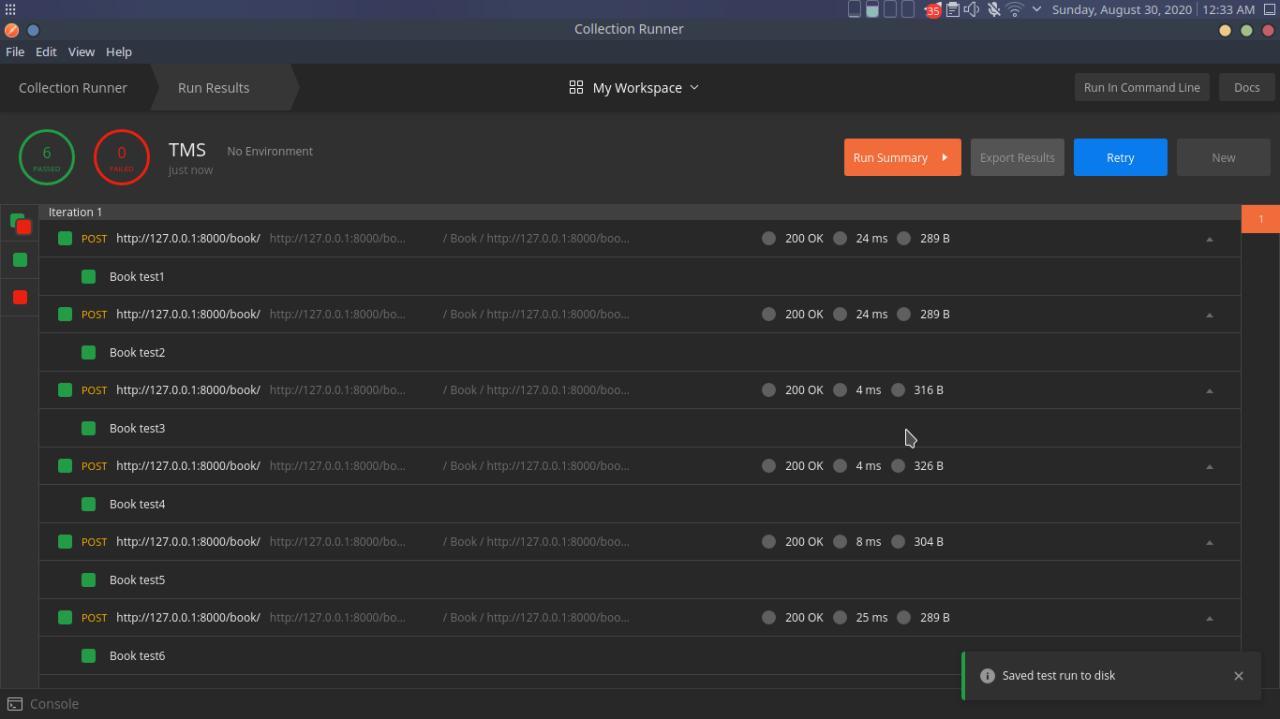 35 Sunday, August 30, 2020 | 12:33 AM
Collection Runner
File Edit View Help
Collection Runner Run Results My Workspace Run In Command Line Docs
6 PASSED 0 FAILED TMS No Environment Run Summary Export Results Retry New
just now
Iteration 1
1
POST http://127.0.0.1:8000/book/ http://127.0.0.1:8000/bo... / Book / http://127.0.0.1:8000/boo... 200 OK 24 ms 289 B
Book test1
POST http://127.0.0.1:8000/book/ http://127.0.0.1:8000/bo... / Book / http://127.0.0.1:8000/boo... 200 OK 24 ms 289 B
Book test2
POST http://127.0.0.1:8000/book/ http://127.0.0.1:8000/bo... / Book / http://127.0.0.1:8000/boo... 200 OK 4 ms 316 B
Book test3
POST http://127.0.0.1:8000/book/ http://127.0.0.1:8000/bo... / Book / http://127.0.0.1:8000/boo... 200 OK 4 ms 326 B
Book test4
POST http://127.0.0.1:8000/book/ http://127.0.0.1:8000/bo... / Book / http://127.0.0.1:8000/boo... 200 OK 8 ms 304 B
Book test5
POST http://127.0.0.1:8000/book/ http://127.0.0.1:8000/bo... / Book / http://127.0.0.1:8000/boo... 200 OK 25 ms 289 B
Book test6
Saved test run to disk
Console